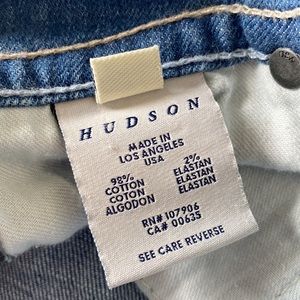 HUDSON
MADE IN
LOS ANGELES
USA
98% 2%
COTTON ELASTAN
COTON ELASTAN
ALGODON ELASTAN
RN# 107906
CA# 00635
SEE CARE REVERSE